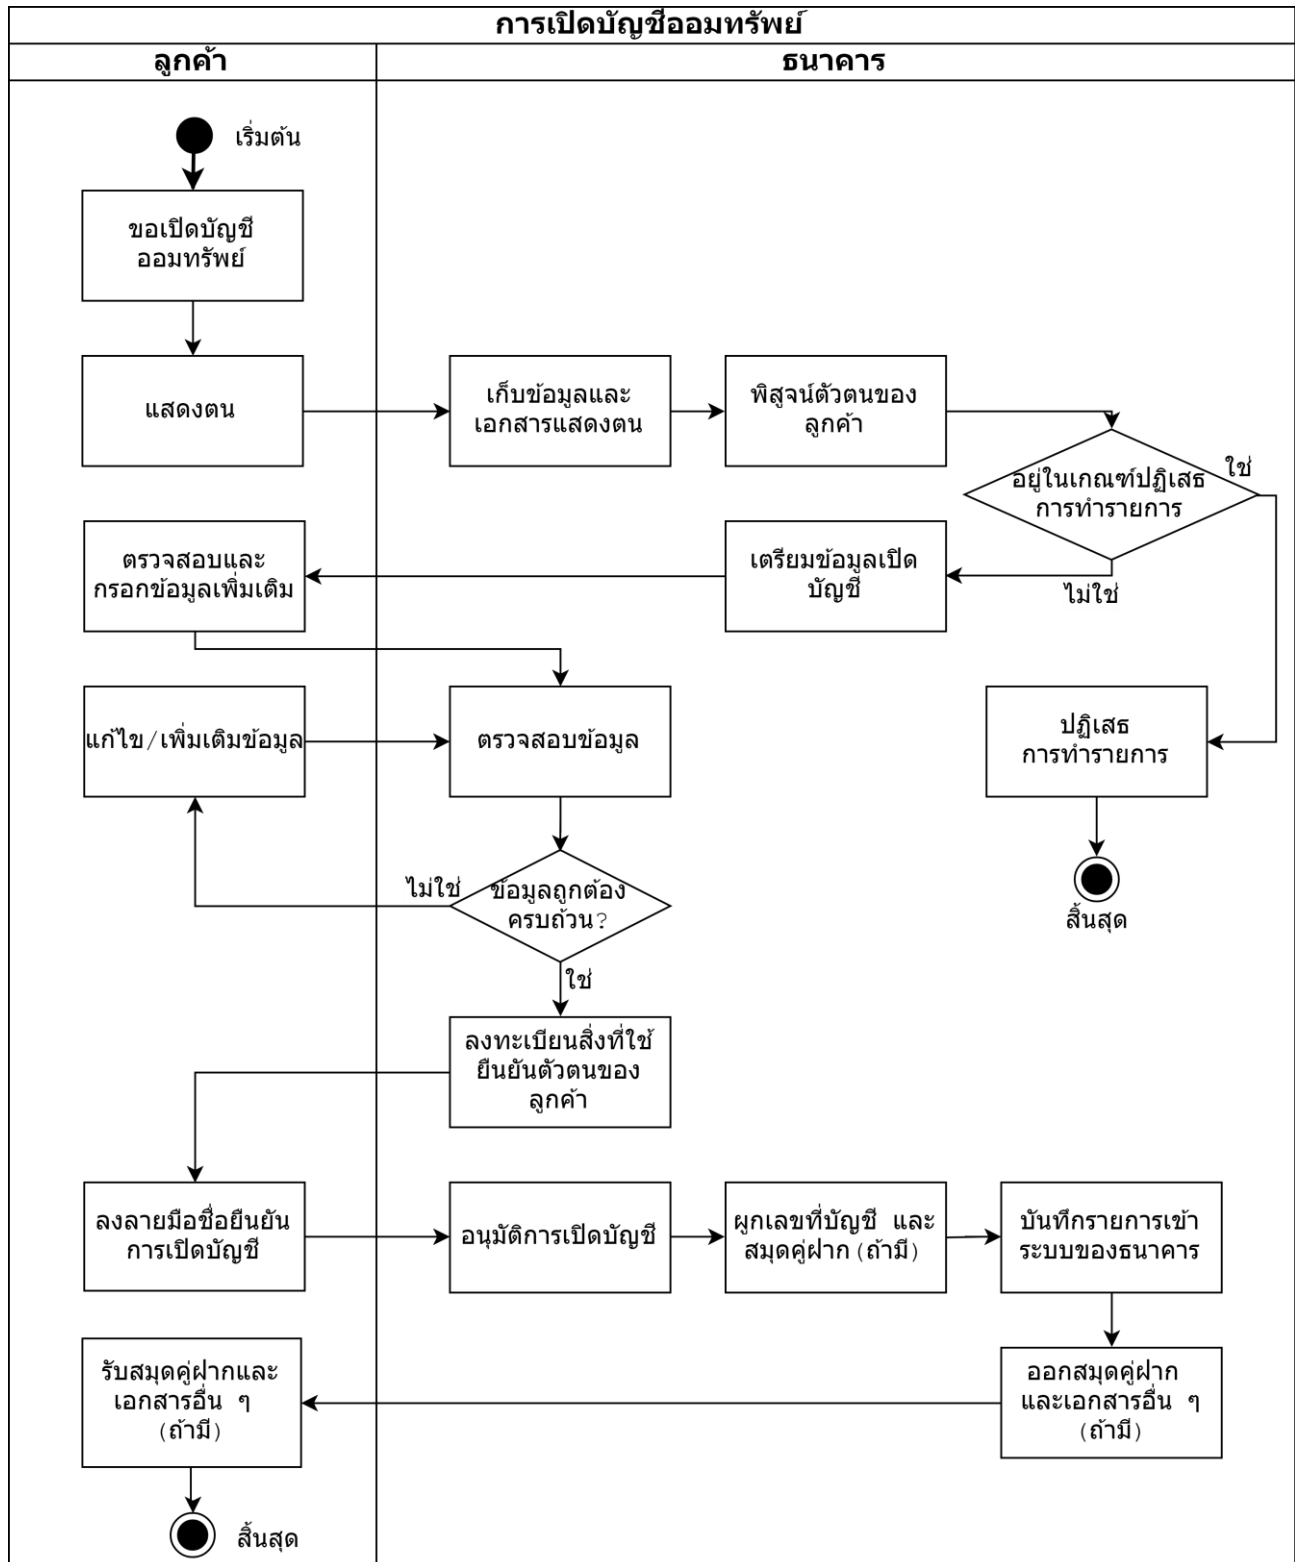 การเปิดบัญชีออมทรัพย์
ลูกค้า
ธนาคาร
เริ่มต้น
ขอเปิดบัญชี
ออมทรัพย์
แสดงตน
เก็บข้อมูลและ
เอกสารแสดงตน
พิสูจน์ตัวตนของ
ลูกค้า
อยู่ในเกณฑ์ปฏิเสธ
การทำรายการ
ใช่
ไม่ใช่
เตรียมข้อมูลเปิด
บัญชี
ตรวจสอบและ
กรอกข้อมูลเพิ่มเติม
แก้ไข/เพิ่มเติมข้อมูล
ตรวจสอบข้อมูล
ปฏิเสธ
การทำรายการ
สิ้นสุด
ไม่ใช่
ข้อมูลถูกต้อง
ครบถ้วน?
ใช่
ลงทะเบียนสิ่งที่ใช้
ยืนยันตัวตนของ
ลูกค้า
ลงลายมือชื่อยืนยัน
การเปิดบัญชี
อนุมัติการเปิดบัญชี
ผูกเลขที่บัญชี และ
สมุดคู่ฝาก(ถ้ามี)
บันทึกรายการเข้า
ระบบของธนาคาร
ออกสมุดคู่ฝาก
และเอกสารอื่น ๆ
(ถ้ามี)
รับสมุดคู่ฝากและ
เอกสารอื่น ๆ
(ถ้ามี)
สิ้นสุด